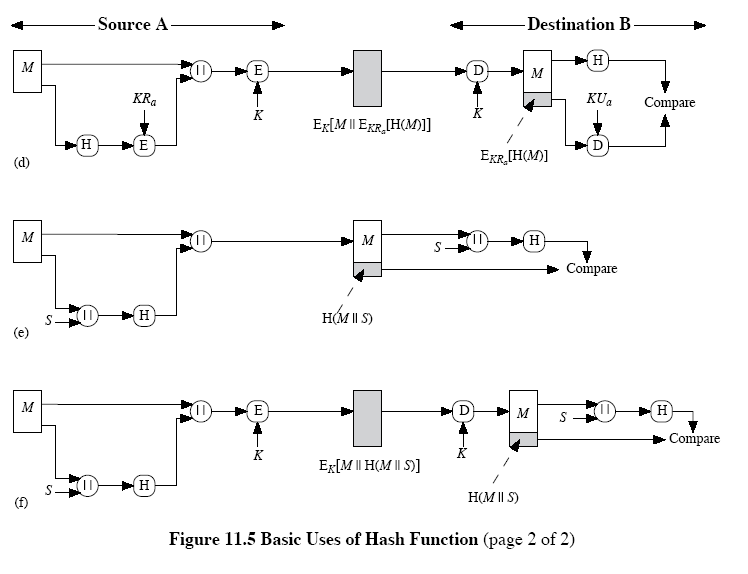 Source A
Destination B
M
||
E
D
M
H
KRa
K
EK[M || EKRa[H(M)]]
K
KUa
Compare
H
E
D
EKRa[H(M)]
(d)
M
||
M
S
||
H
Compare
S
||
H
H(M || S)
(e)
M
||
E
D
M
S
||
H
Compare
K
EK[M || H(M || S)]
K
S
||
H
H(M || S)
(f)
Figure 11.5 Basic Uses of Hash Function (page 2 of 2)